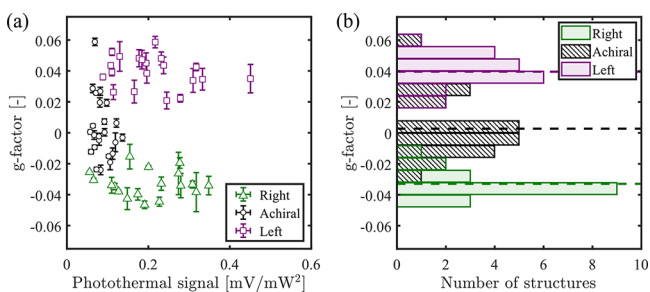 (a)
0.06
0.04
0.02
0
-0.02
-0.04
-0.06
g-factor [-]
0
0.2
0.4
0.6
Photothermal signal [mV/mW²]
Right
Achiral
Left
(b)
0.06
0.04
0.02
0
-0.02
-0.04
-0.06
g-factor [-]
0
2
4
6
8
10
Number of structures
Right
Achiral
Left